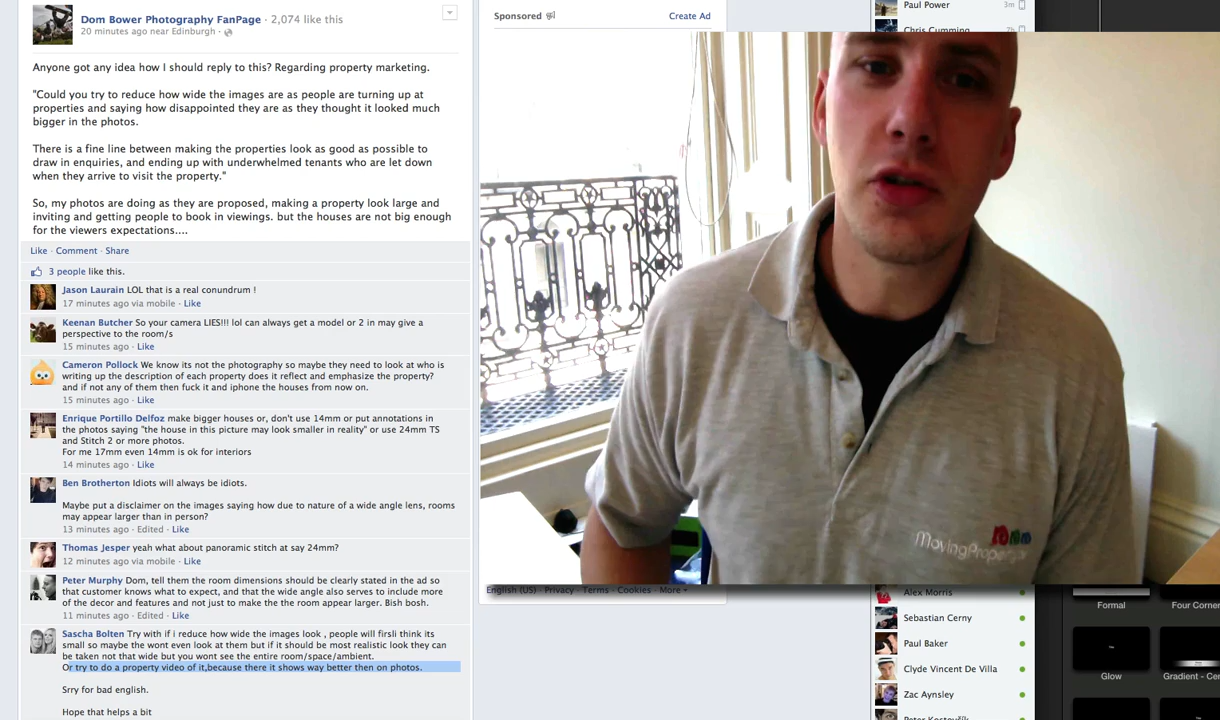 Dom Bower Photography FanPage · 2,074 like this
20 minutes ago near Edinburgh ·
Anyone got any idea how I should reply to this? Regarding property marketing.
"Could you try to reduce how wide the images are as people are turning up at
properties and saying how disappointed they are as they thought it looked much
bigger in the photos.
There is a fine line between making the properties look as good as possible to
draw in enquiries, and ending up with underwhelmed tenants who are let down
when they arrive to visit the property."
So, my photos are doing as they are proposed, making a property look large and
inviting and getting people to book in viewings. but the houses are not big enough
for the viewers expectations....
Like · Comment · Share
3 people like this.
Jason Laurain LOL that is a real conundrum !
17 minutes ago via mobile · Like
Keenan Butcher So your camera LIES!!! lol can always get a model or 2 in may give a
perspective to the room/s
15 minutes ago · Like
Cameron Pollock We know its not the photography so maybe they need to look at who is
writing up the description of each property does it reflect and emphasize the property?
and if not any of them then fuck it and iphone the houses from now on.
15 minutes ago · Like
Enrique Portillo Delfoz make bigger houses or, don't use 14mm or put annotations in
the photos saying "the house in this picture may look smaller in reality" or use 24mm TS
and Stitch 2 or more photos.
For me 17mm even 14mm is ok for interiors
14 minutes ago · Like
Ben Brotherton Idiots will always be idiots.
Maybe put a disclaimer on the images saying how due to nature of a wide angle lens, rooms
may appear larger than in person?
13 minutes ago · Edited · Like
Thomas Jesper yeah what about panoramic stitch at say 24mm?
12 minutes ago via mobile · Like
Peter Murphy Dom, tell them the room dimensions should be clearly stated in the ad so
that customer knows what to expect, and that the wide angle also serves to include more
of the decor and features and not just to make the the room appear larger. Bish bosh.
11 minutes ago · Edited · Like
Sascha Bolten Try with if i reduce how wide the images look , people will firsli think its
small so maybe the wont even look at them but if it should be most realistic look they can
be taken not that wide but you wont see the entire room/space/ambient.
Or try to do a property video of it,because there it shows way better then on photos.
Srry for bad english.
Hope that helps a bit
Sponsored
Create Ad
English (US) · Privacy · Terms · Cookies · More
Paul Power 3m
Chris Cumming 7h
MovingProper
Alex Morris
Sebastian Cerny
Paul Baker
Clyde Vincent De Villa
Zac Aynsley
Peter Kostovčik
Formal
Four Corner
Glow
Gradient - Cen